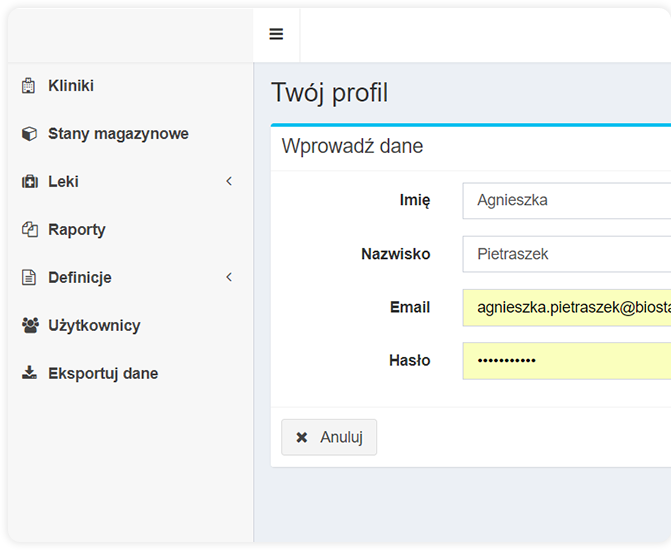 Kliniki
Stany magazynowe
Leki
Raporty
Definicje
Użytkownicy
Eksportuj dane
Twój profil
Wprowadź dane
Imię Agnieszka
Nazwisko Pietraszek
Email agnieszka.pietraszek@biosta
Hasło •••••••••••
Anuluj